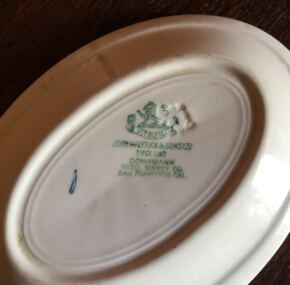 JOHN MADDOCK & SONS LTD
ENGLAND
DOHRMANN
HOTEL SUPPLY CO.
SAN FRANCISCO, CAL.